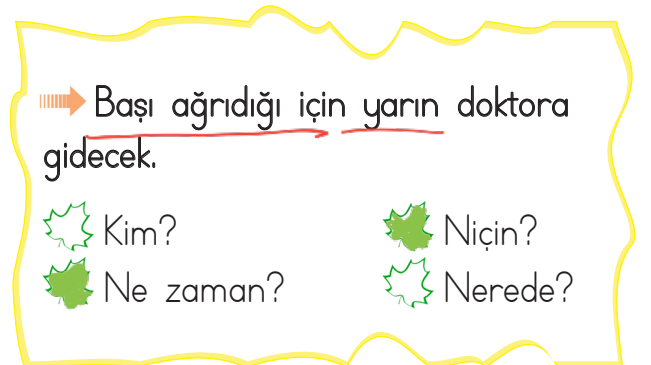 Başı ağrıdığı için yarın doktora
gidecek.
Kim?
Niçin?
Ne zaman?
Nerede?